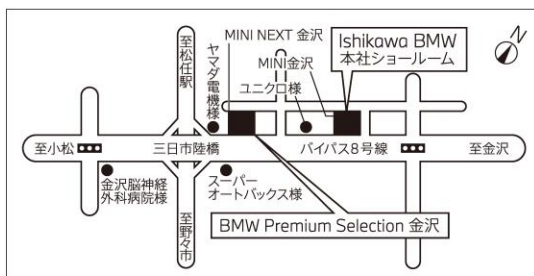 至松任駅
ヤマダ電機様
MINI NEXT 金沢
MINI金沢
ユニクロ様
Ishikawa BMW
本社ショールーム
N
至小松
三日市陸橋
バイパス8号線
至金沢
金沢脳神経
外科病院様
至野々市
スーパー
オートバックス様
BMW Premium Selection 金沢